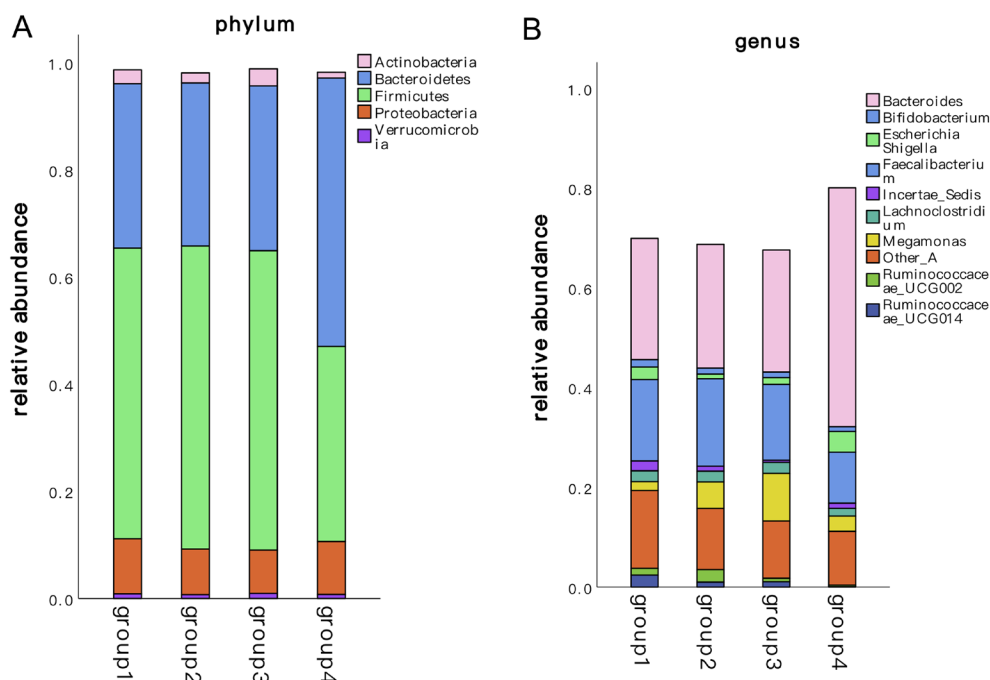 A
phylum
relative abundance
1.0
0.8
0.6
0.4
0.2
0.0
group1
group2
group3
group4
Actinobacteria
Bacteroidetes
Firmicutes
Proteobacteria
Verrucomicrob
ia
B
genus
relative abundance
1.0
0.8
0.6
0.4
0.2
0.0
group1
group2
group3
group4
Bacteroides
Bifidobacterium
Escherichia
Shigella
Faecalibacteriu
m
Incertae_Sedis
Lachnoclostridi
um
Megamonas
Other_A
Ruminococcace
ae_UCG002
Ruminococcace
ae_UCG014